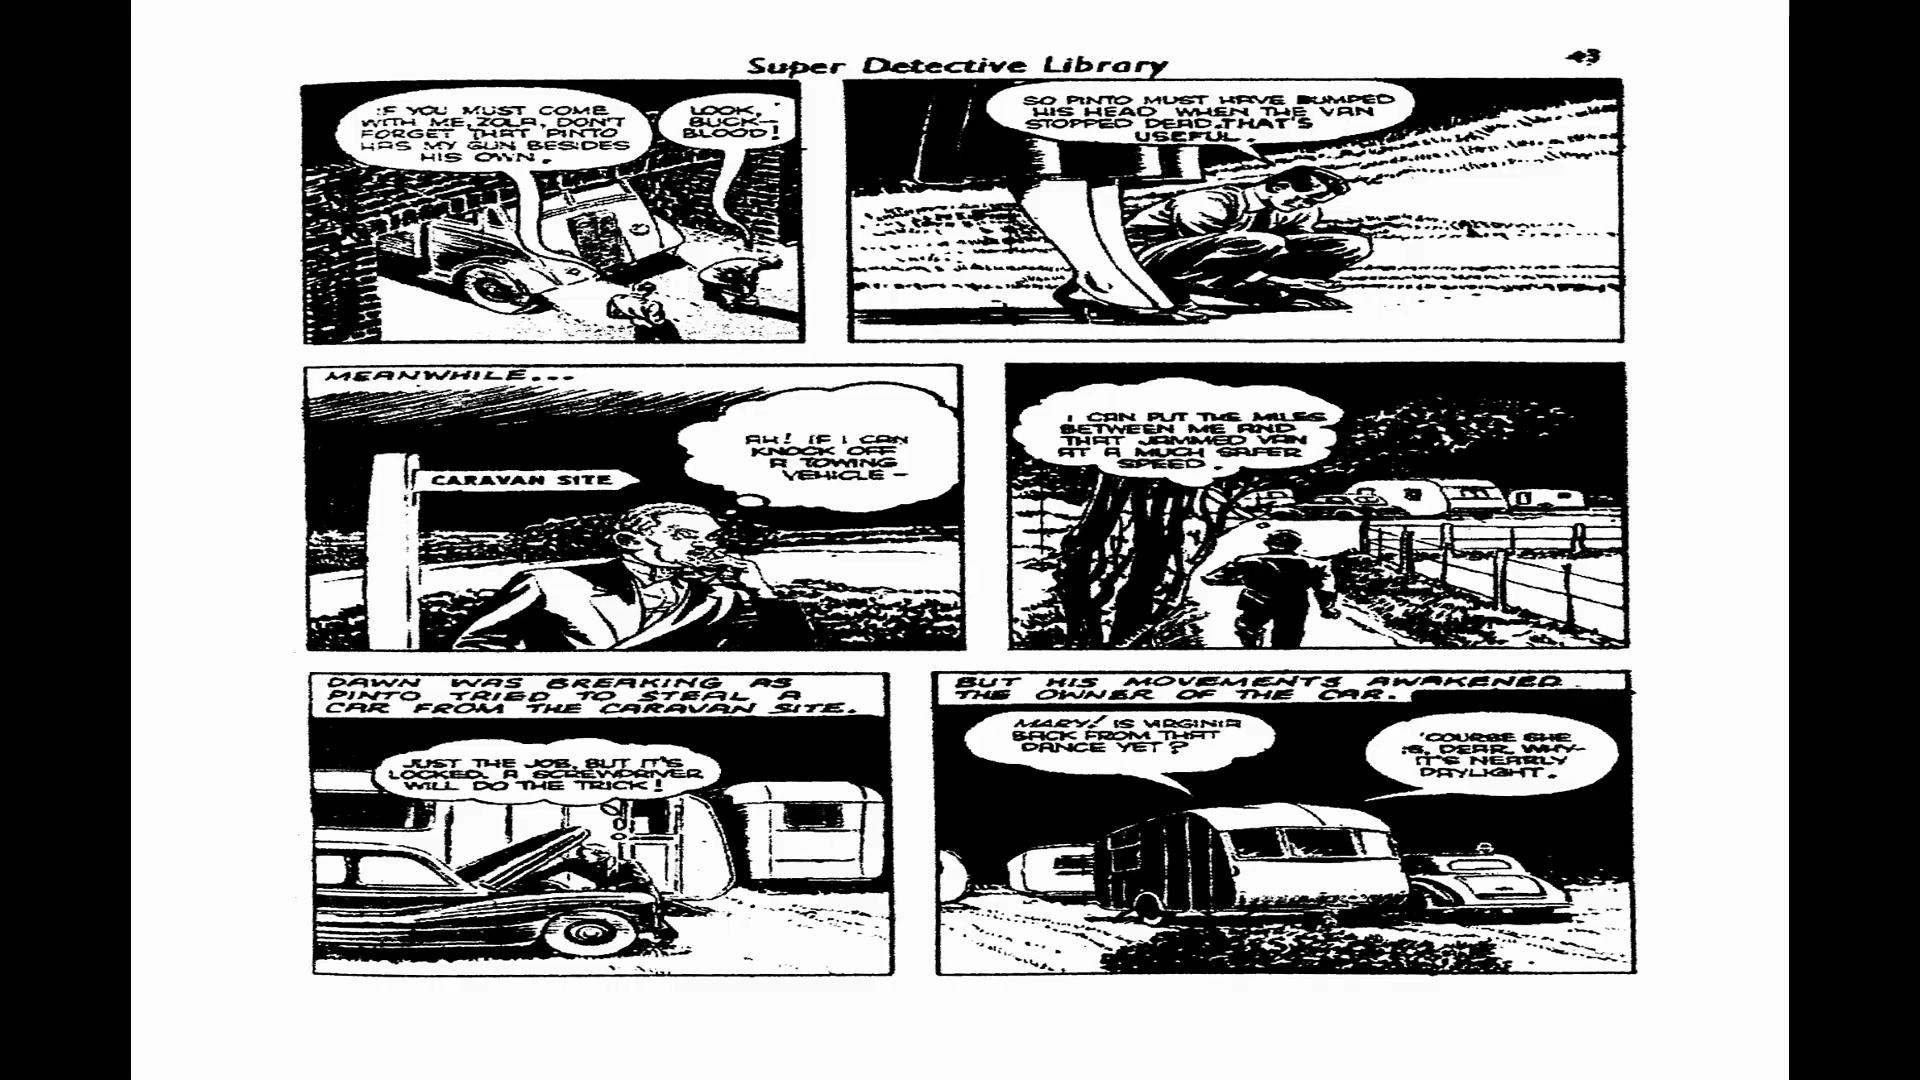 Super Detective Library
43
IF YOU MUST COME
WITH ME, ZOLA, DON'T
FORGET THAT PINTO
HAS MY GUN BESIDES
HIS OWN.
LOOK,
BUCK—
BLOOD!
SO PINTO MUST HAVE BUMPED
HIS HEAD WHEN THE VAN
STOPPED DEAD. THAT'S
USEFUL.
MEANWHILE...
AH! IF I CAN
KNOCK OFF
A TOWING
VEHICLE —
CARAVAN SITE
I CAN PUT THE MILES
BETWEEN ME AND
THAT JAMMED VAN
AT A MUCH SAFER
SPEED.
DAWN WAS BREAKING AS
PINTO TRIED TO STEAL A
CAR FROM THE CARAVAN SITE.
JUST THE JOB, BUT IT'S
LOCKED. A SCREWDRIVER
WILL DO THE TRICK!
BUT HIS MOVEMENTS AWAKENED
THE OWNER OF THE CAR.
MARY! IS VIRGINIA
BACK FROM THAT
DANCE YET?
'COURSE SHE
IS, DEAR. WHY—
IT'S NEARLY
DAYLIGHT.